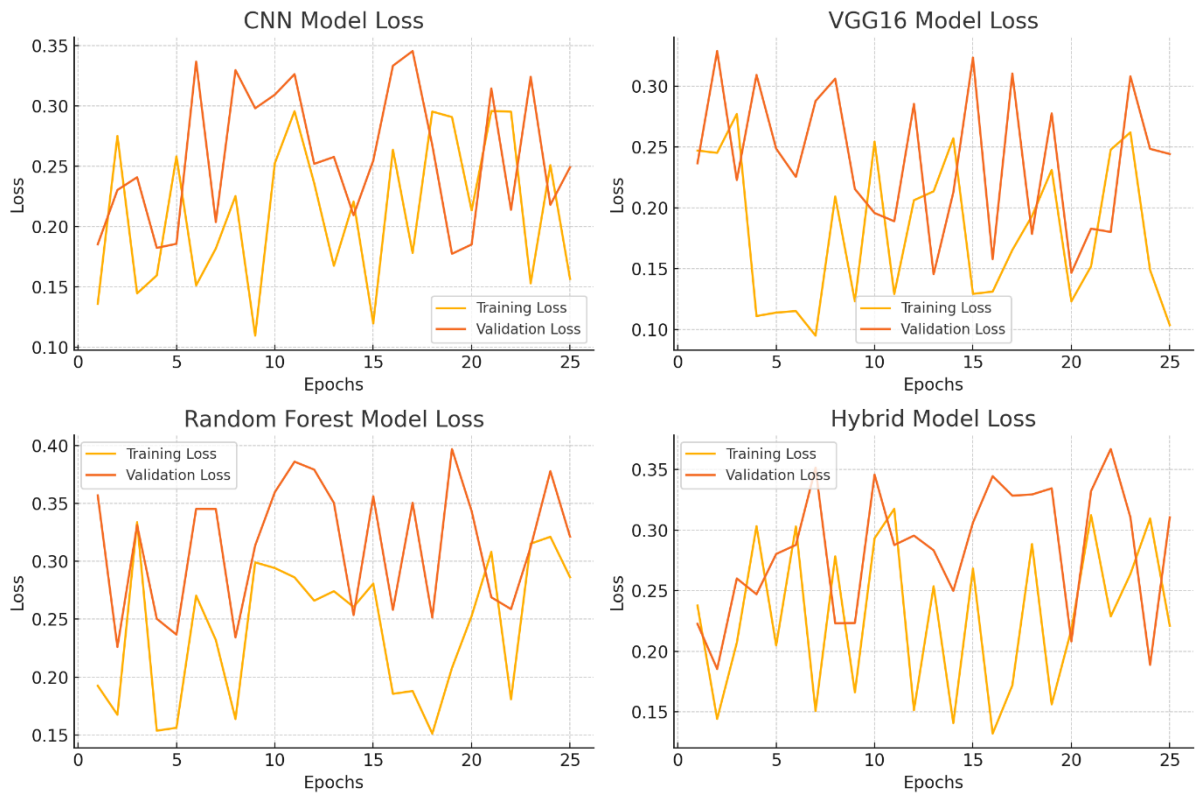 CNN Model Loss
0.35
0.30
0.25
0.20
0.15
0.10
Loss
Training Loss
Validation Loss
0
5
10
15
20
25
Epochs
VGG16 Model Loss
0.30
0.25
0.20
0.15
0.10
Loss
Training Loss
Validation Loss
0
5
10
15
20
25
Epochs
Random Forest Model Loss
0.40
0.35
0.30
0.25
0.20
0.15
Loss
Training Loss
Validation Loss
0
5
10
15
20
25
Epochs
Hybrid Model Loss
0.35
0.30
0.25
0.20
0.15
Loss
Training Loss
Validation Loss
0
5
10
15
20
25
Epochs